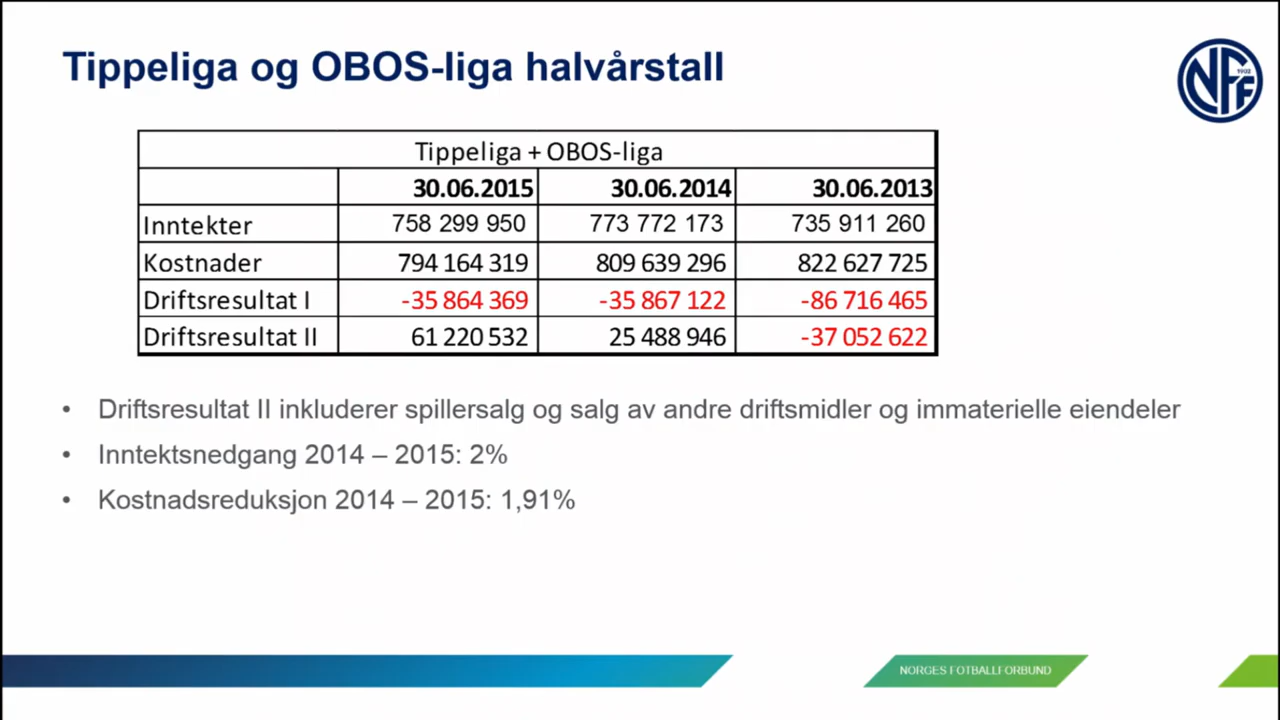 Tippeliga og OBOS-liga halvårstall
1902
NFF
Tippeliga + OBOS-liga
30.06.2015 30.06.2014 30.06.2013
Inntekter 758 299 950 773 772 173 735 911 260
Kostnader 794 164 319 809 639 296 822 627 725
Driftsresultat I -35 864 369 -35 867 122 -86 716 465
Driftsresultat II 61 220 532 25 488 946 -37 052 622
• Driftsresultat II inkluderer spillersalg og salg av andre driftsmidler og immaterielle eiendeler
• Inntektsnedgang 2014 – 2015: 2%
• Kostnadsreduksjon 2014 – 2015: 1,91%
NORGES FOTBALLFORBUND